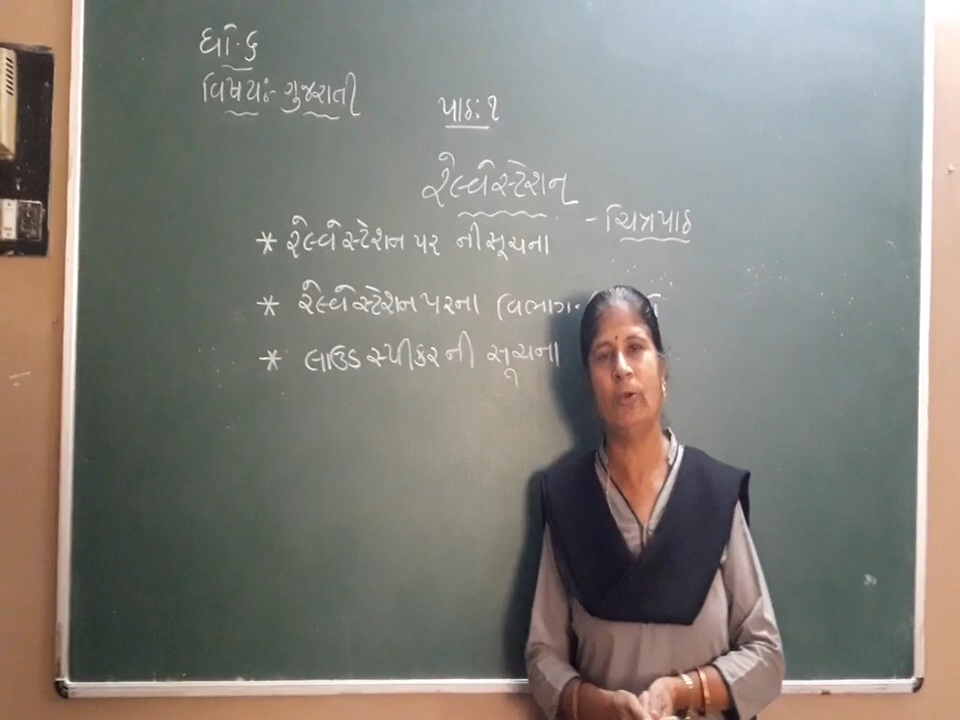 ધો. ૬
વિષય:- ગુજરાતી
પાઠ: ૧
રેલ્વેસ્ટેશન
- ચિત્રપાઠ
* રેલ્વેસ્ટેશન પર ની સૂચના
* રેલ્વેસ્ટેશન પરના વિભાગ
* લાઉડ સ્પીકર ની સૂચના